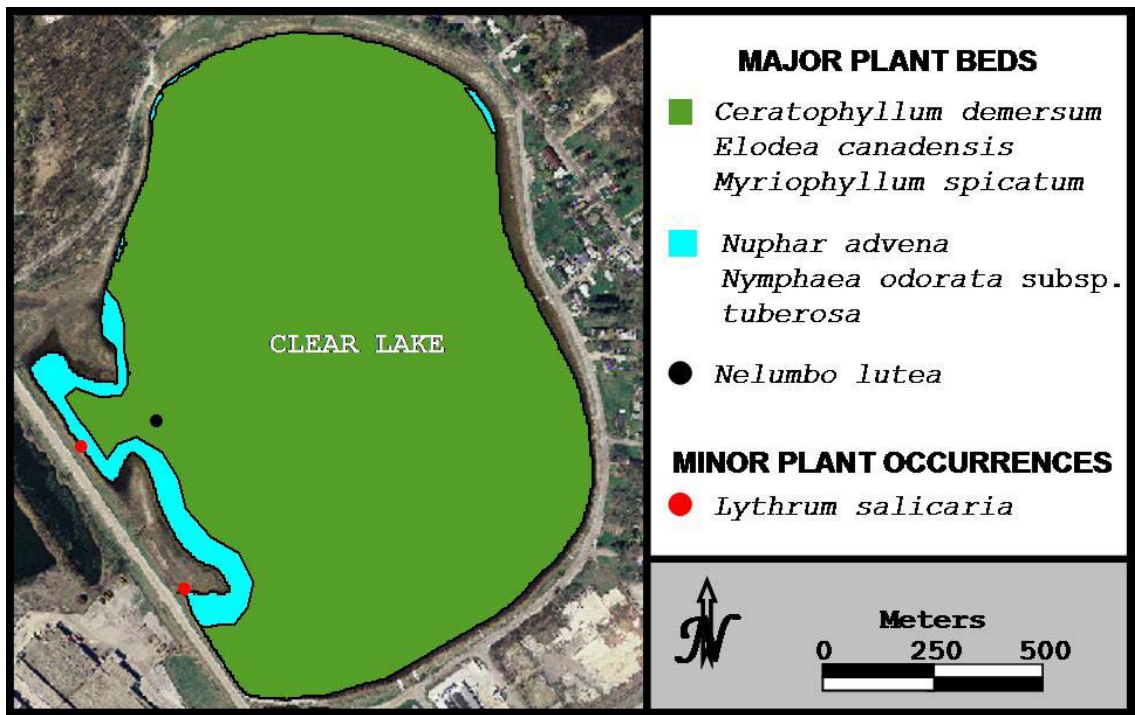 CLEAR LAKE
MAJOR PLANT BEDS
Ceratophyllum demersum
Elodea canadensis
Myriophyllum spicatum
Nuphar advena
Nymphaea odorata subsp.
tuberosa
Nelumbo lutea
MINOR PLANT OCCURRENCES
Lythrum salicaria
N
Meters
0 250 500